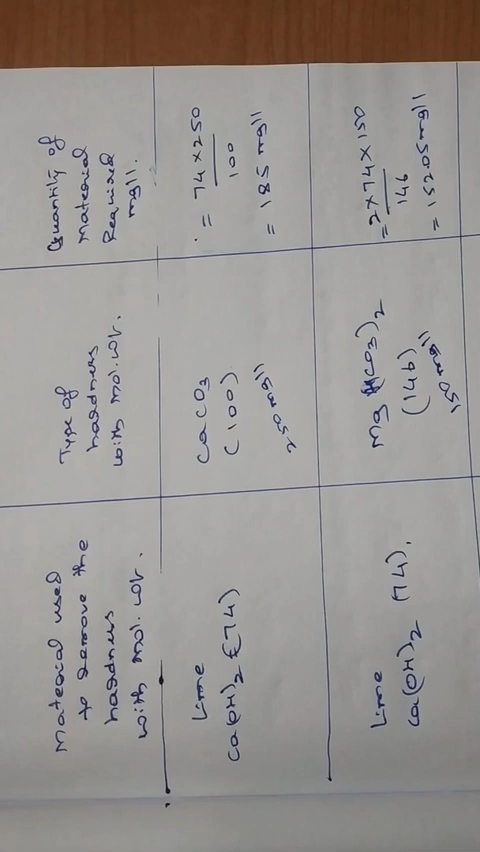 Material used
to remove the
hardness
with mol.wt.
Type of
hardness
with mol.wt.
Quantity of
Material
Required
mg/l.
Lime
Ca(OH)2 (74)
CaCO3
(100)
250 mg/l
= 74 x 250
100
= 185 mg/l
Lime
Ca(OH)2 (74).
Mg(HCO3)2
(146)
150 mg/l
= 2 x 74 x 150
146
= 152.05 mg/l